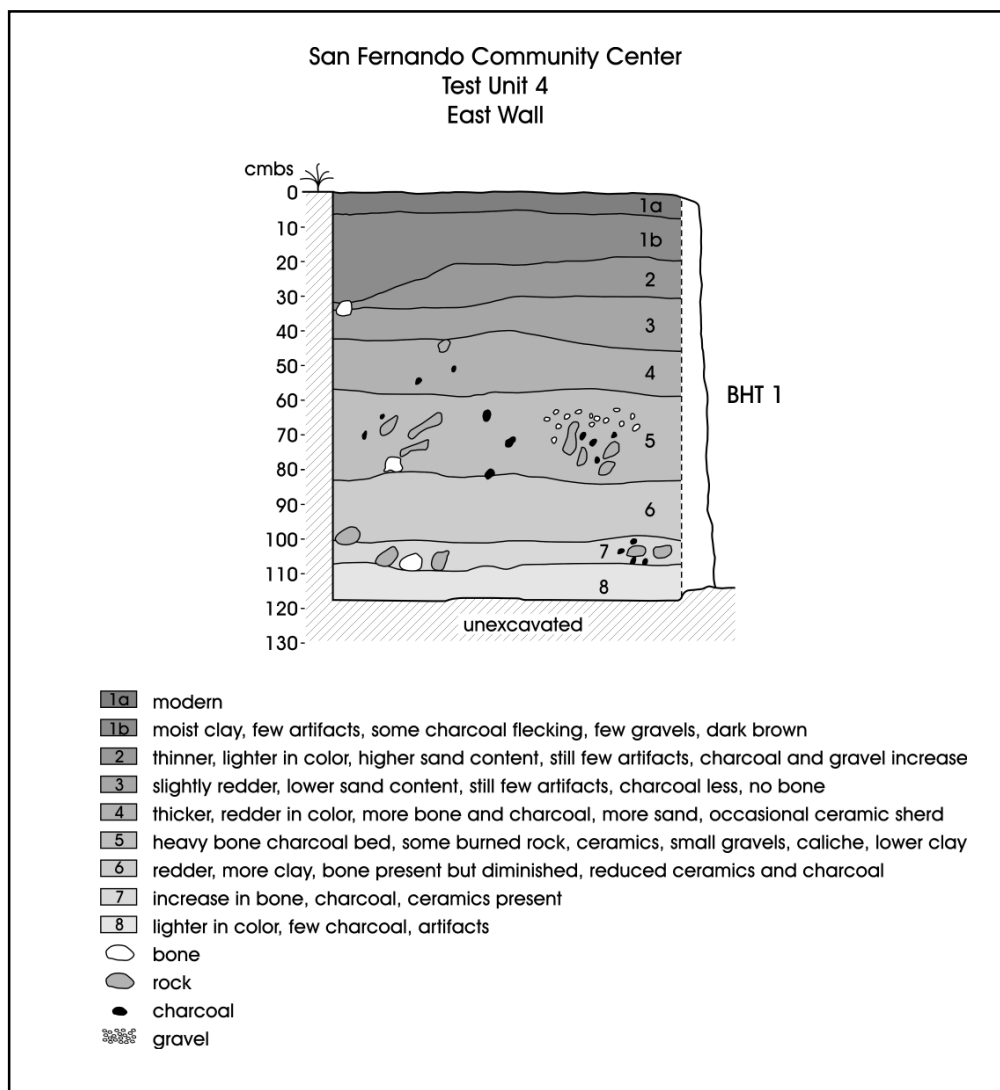 San Fernando Community Center
Test Unit 4
East Wall
cmbs
0
10
20
30
40
50
60
70
80
90
100
110
120
130
1a
1b
2
3
4
5
6
7
8
BHT 1
unexcavated
1a modern
1b moist clay, few artifacts, some charcoal flecking, few gravels, dark brown
2 thinner, lighter in color, higher sand content, still few artifacts, charcoal and gravel increase
3 slightly redder, lower sand content, still few artifacts, charcoal less, no bone
4 thicker, redder in color, more bone and charcoal, more sand, occasional ceramic sherd
5 heavy bone charcoal bed, some burned rock, ceramics, small gravels, caliche, lower clay
6 redder, more clay, bone present but diminished, reduced ceramics and charcoal
7 increase in bone, charcoal, ceramics present
8 lighter in color, few charcoal, artifacts
bone
rock
charcoal
gravel